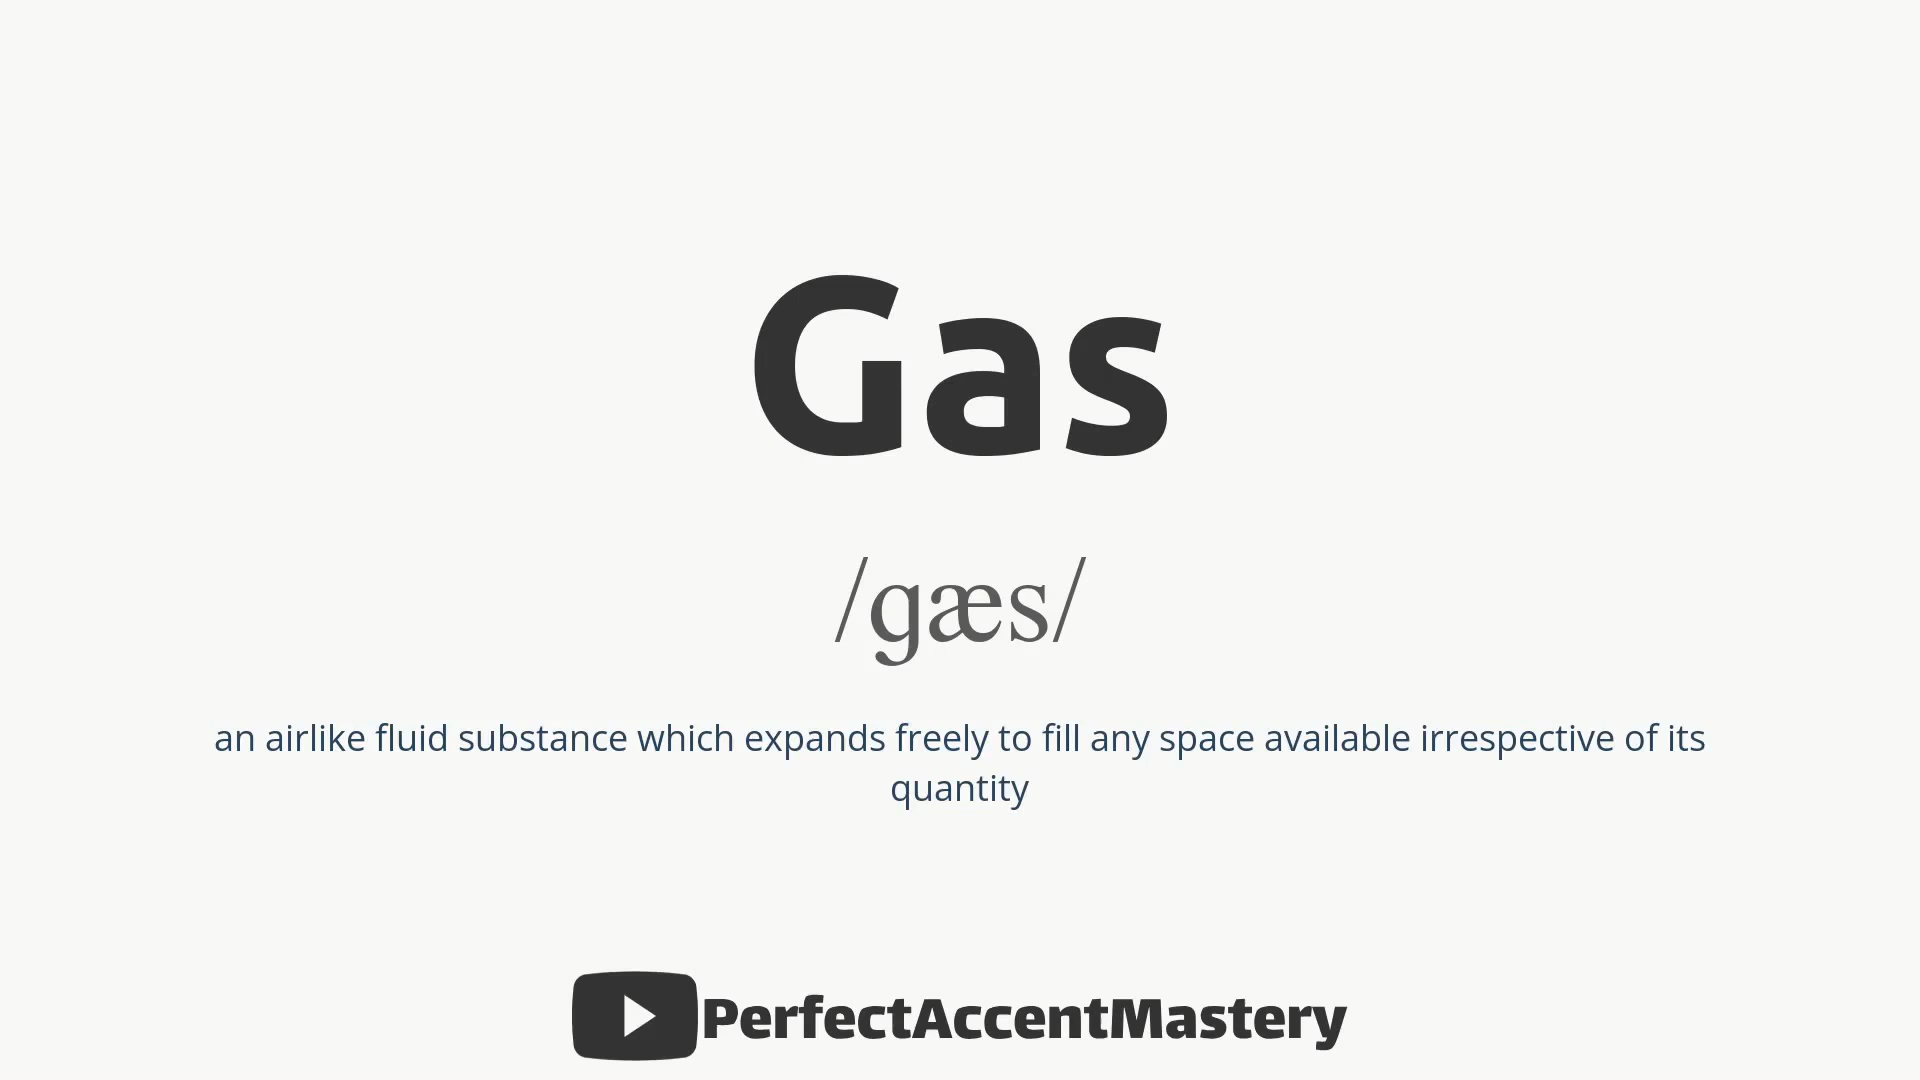 Gas
/gæs/
an airlike fluid substance which expands freely to fill any space available irrespective of its
quantity
PerfectAccentMastery